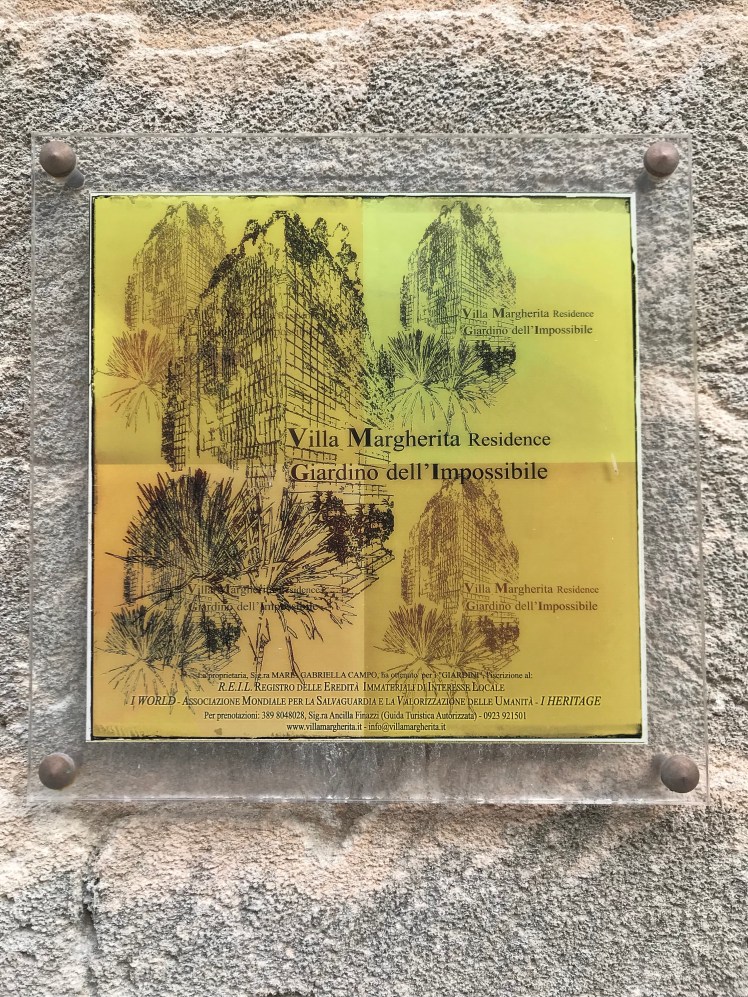 Villa Margherita Residence
Giardino dell'Impossibile
Villa Margherita Residence
Giardino dell'Impossibile
Villa Margherita Residence
Giardino dell'Impossibile
Villa Margherita Residence
Giardino dell'Impossibile
La proprietaria, Sig.ra MARIA GABRIELLA CAMPO, ha ottenuto, per i "GIARDINI", l'iscrizione al:
R.E.I.L. REGISTRO DELLE EREDITÀ IMMATERIALI DI INTERESSE LOCALE
I WORLD - ASSOCIAZIONE MONDIALE PER LA SALVAGUARDIA E LA VALORIZZAZIONE DELLE UMANITÀ - I HERITAGE
Per prenotazioni: 389 8048028, Sig.ra Ancilla Finazzi (Guida Turistica Autorizzata) - 0923 921501
www.villamargherita.it - info@villamargherita.it